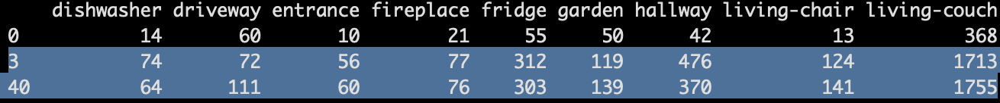 dishwasher driveway entrance fireplace fridge garden hallway living-chair living-couch
0 14 60 10 21 55 50 42 13 368
3 74 72 56 77 312 119 476 124 1713
40 64 111 60 76 303 139 370 141 1755